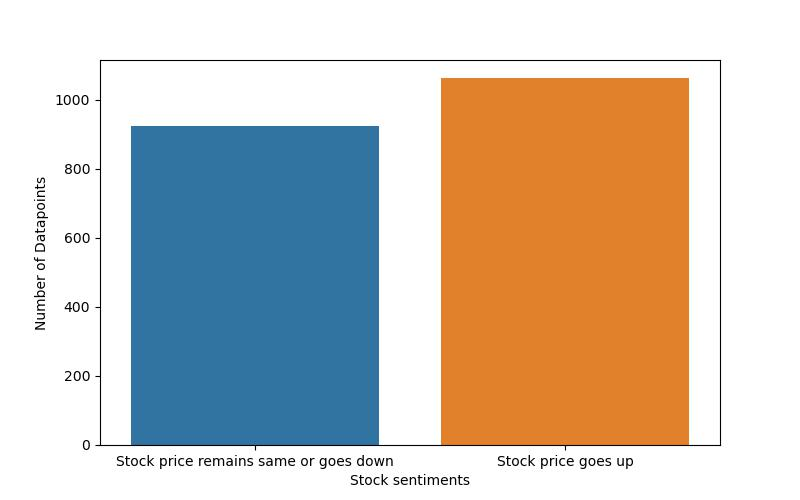 1000
800
600
400
200
0
Number of Datapoints
Stock price remains same or goes down
Stock price goes up
Stock sentiments